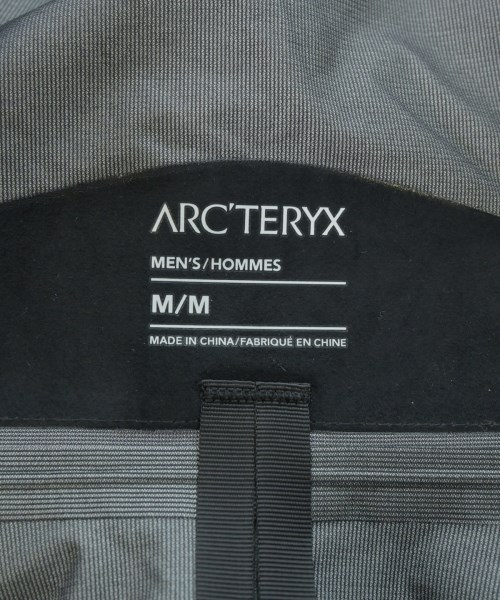 ARC'TERYX
MEN'S/HOMMES
M/M
MADE IN CHINA/FABRIQUÉ EN CHINE